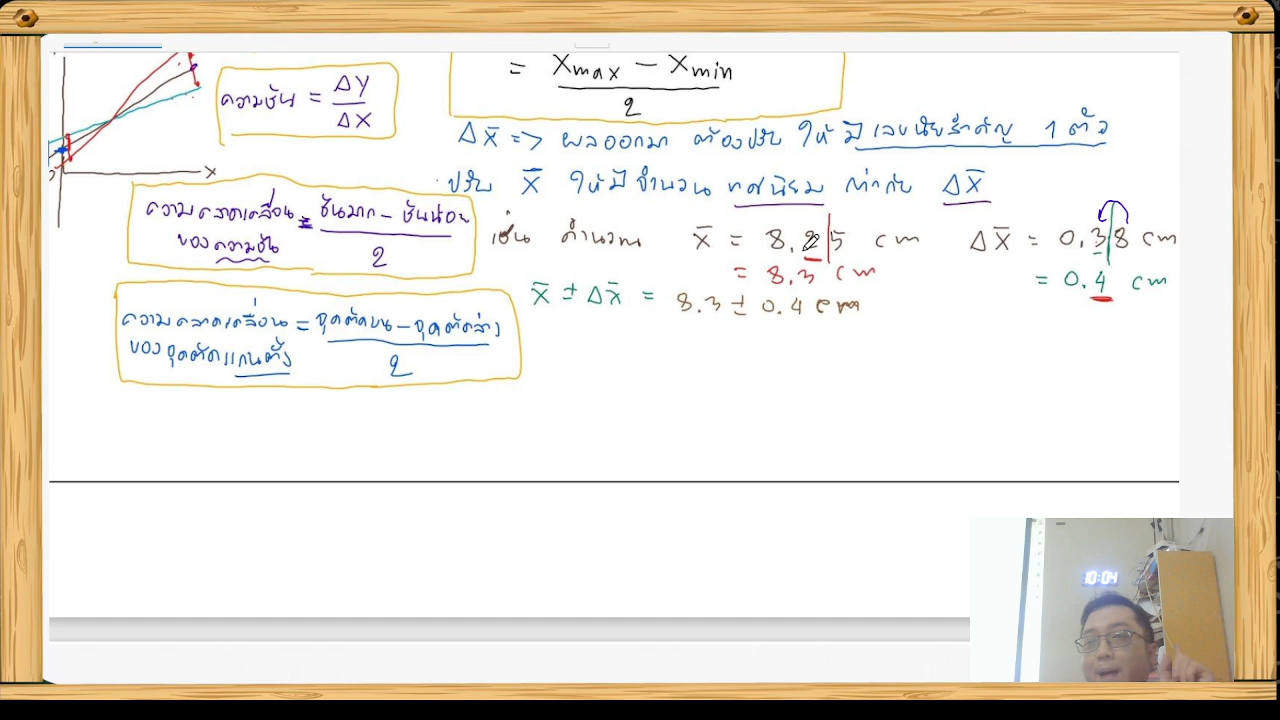 = Xmax − Xmin
2
ความชัน = ΔY
ΔX
ΔX̄ => ผลออกมา ต้องปรับ ให้ มี เลขนัยสำคัญ 1 ตัว
ปรับ X̄ ให้มี จำนวน ทศนิยม เท่ากับ ΔX̄
X
ความคลาดเคลื่อน = ชันมาก − ชันน้อย
ของความชัน 2
เช่น คำนวณ X̄ = 8.25 cm ΔX̄ = 0.38 cm
= 8.3 cm = 0.4 cm
X̄ ± ΔX̄ = 8.3 ± 0.4 cm
ความคลาดเคลื่อน = จุดตัดบน − จุดตัดล่าง
ของจุดตัดแกนตั้ง 2
10:04